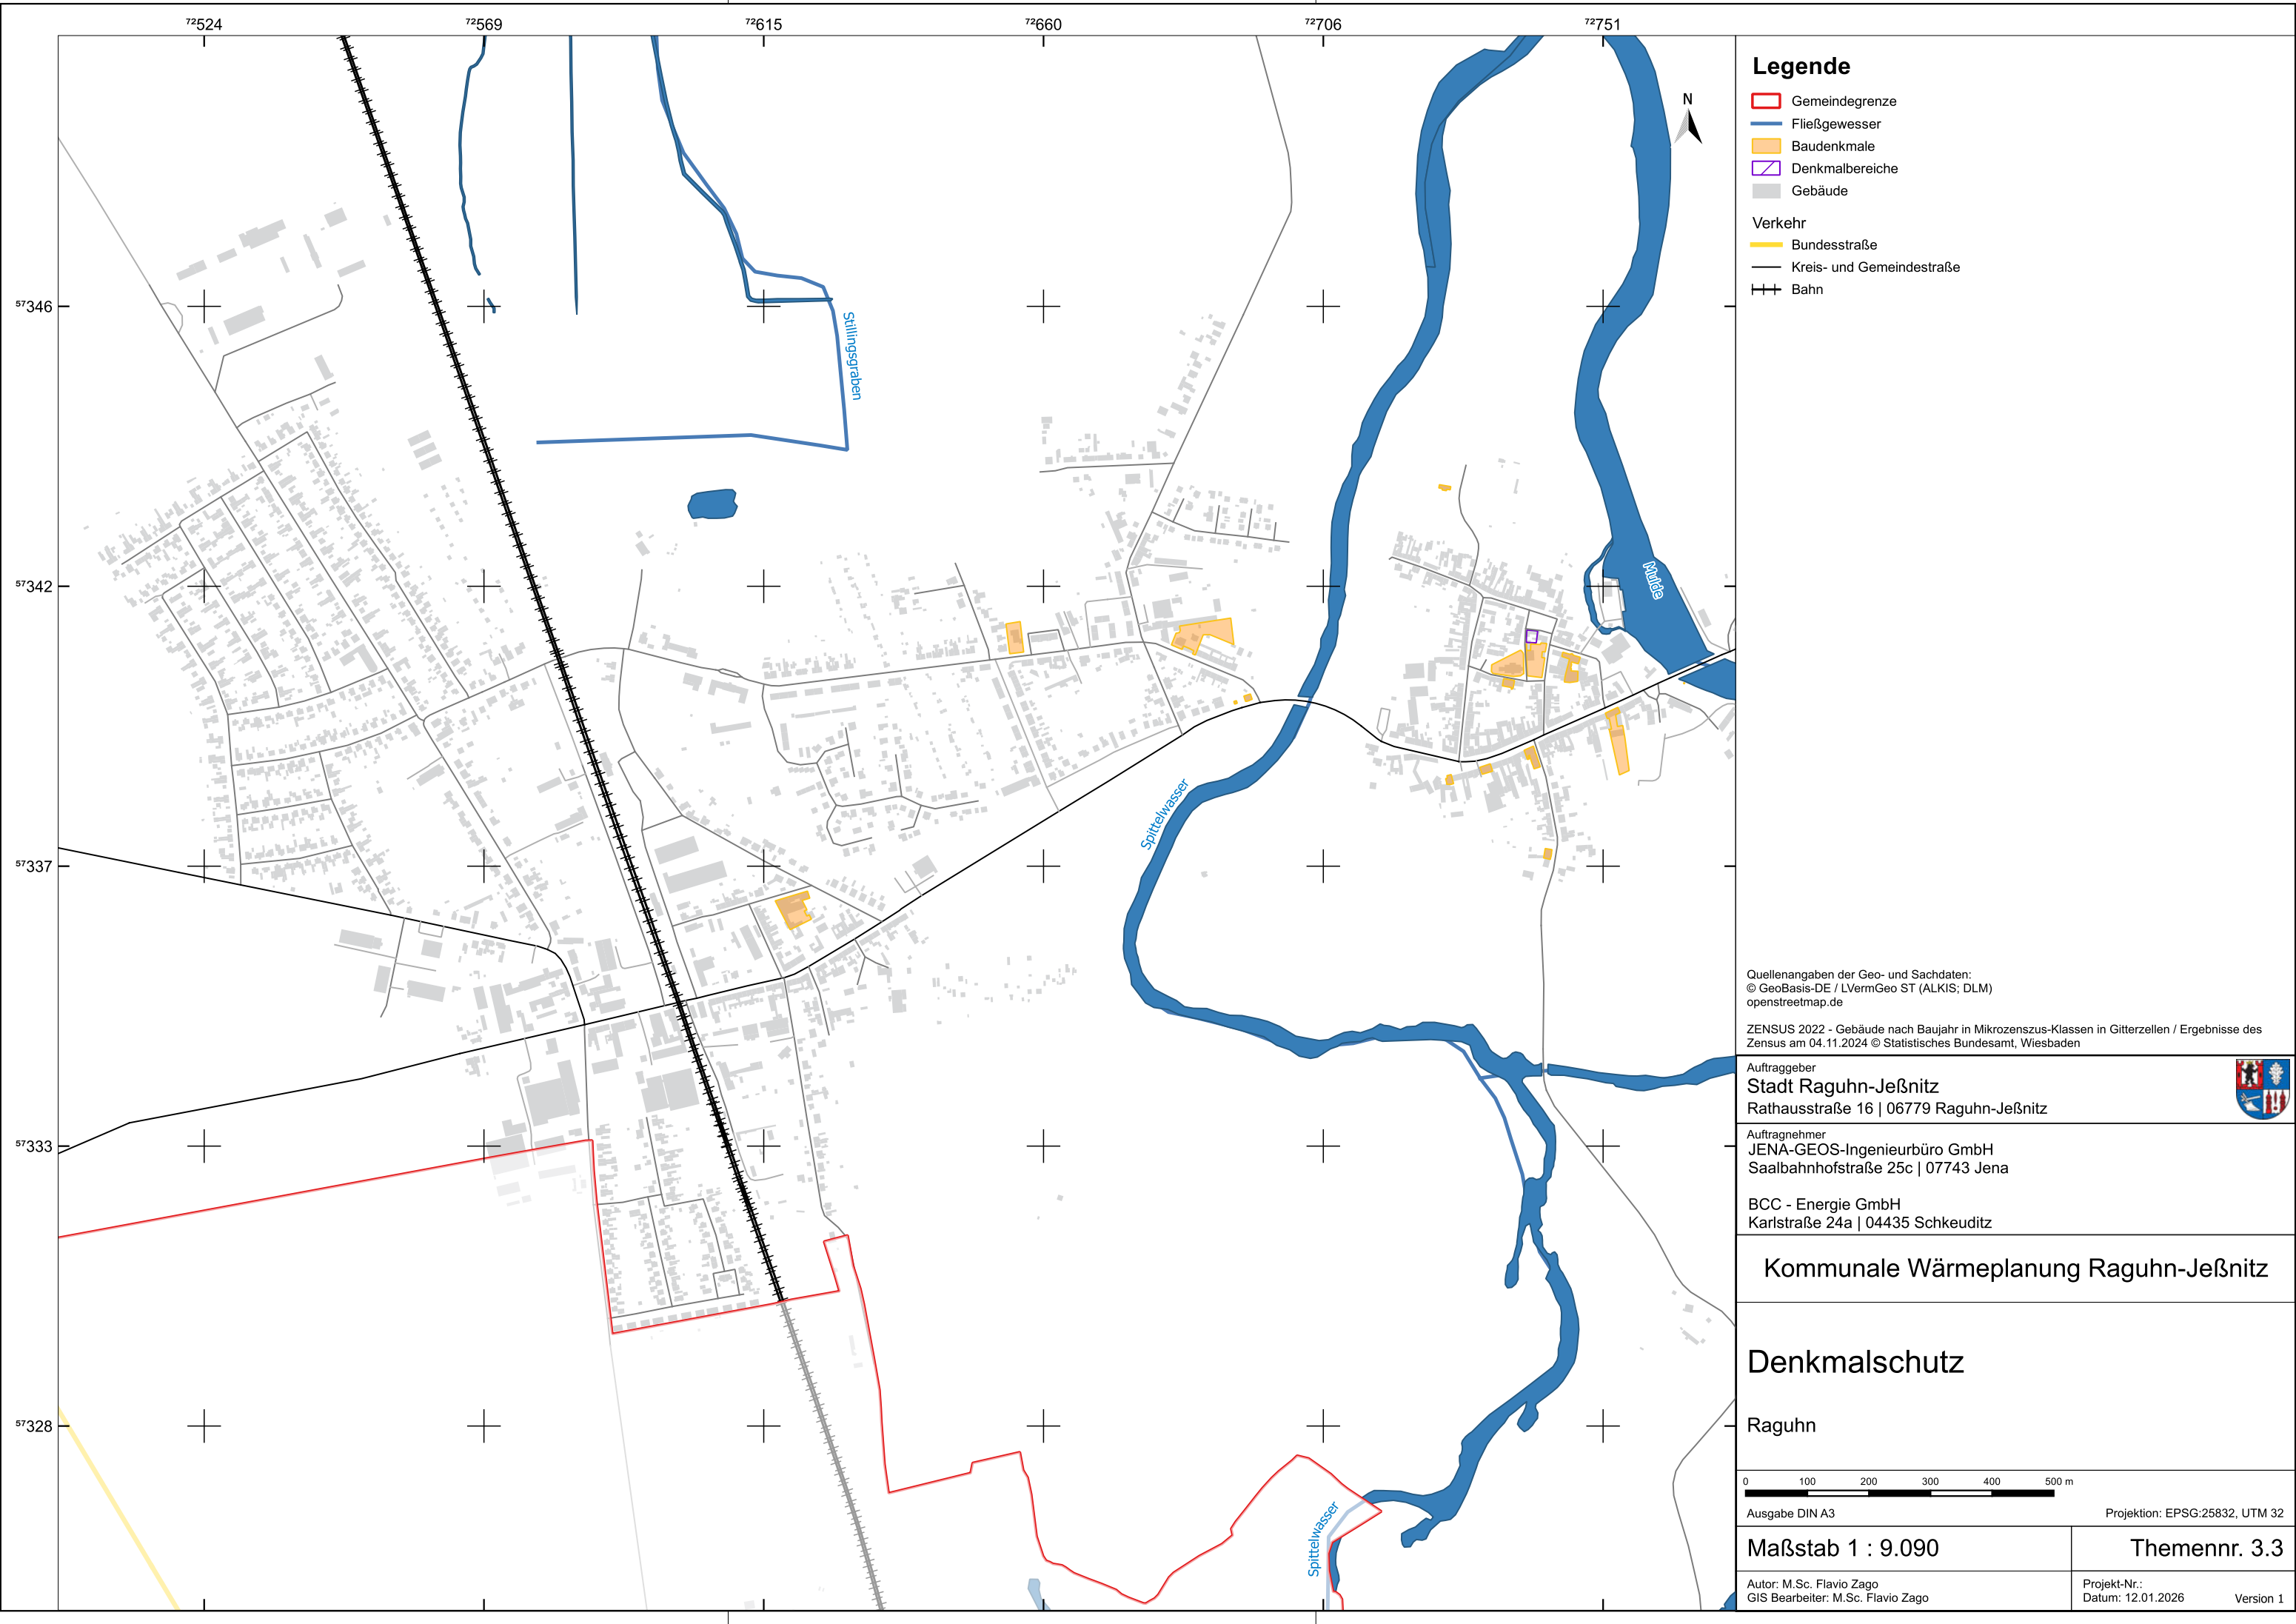 72524 72569 72615 72660 72706 72751
57346
57342
57337
57333
57328
Stillingsgraben
Mulde
Spittelwasser
Spittelwasser
N
Legende
Gemeindegrenze
Fließgewesser
Baudenkmale
Denkmalbereiche
Gebäude
Verkehr
Bundesstraße
Kreis- und Gemeindestraße
Bahn
Quellenangaben der Geo- und Sachdaten:
© GeoBasis-DE / LVermGeo ST (ALKIS; DLM)
openstreetmap.de
ZENSUS 2022 - Gebäude nach Baujahr in Mikrozenszus-Klassen in Gitterzellen / Ergebnisse des
Zensus am 04.11.2024 © Statistisches Bundesamt, Wiesbaden
Auftraggeber
Stadt Raguhn-Jeßnitz
Rathausstraße 16 | 06779 Raguhn-Jeßnitz
Auftragnehmer
JENA-GEOS-Ingenieurbüro GmbH
Saalbahnhofstraße 25c | 07743 Jena
BCC - Energie GmbH
Karlstraße 24a | 04435 Schkeuditz
Kommunale Wärmeplanung Raguhn-Jeßnitz
Denkmalschutz
Raguhn
0 100 200 300 400 500 m
Ausgabe DIN A3 Projektion: EPSG:25832, UTM 32
Maßstab 1 : 9.090 Themennr. 3.3
Autor: M.Sc. Flavio Zago Projekt-Nr.:
GIS Bearbeiter: M.Sc. Flavio Zago Datum: 12.01.2026 Version 1